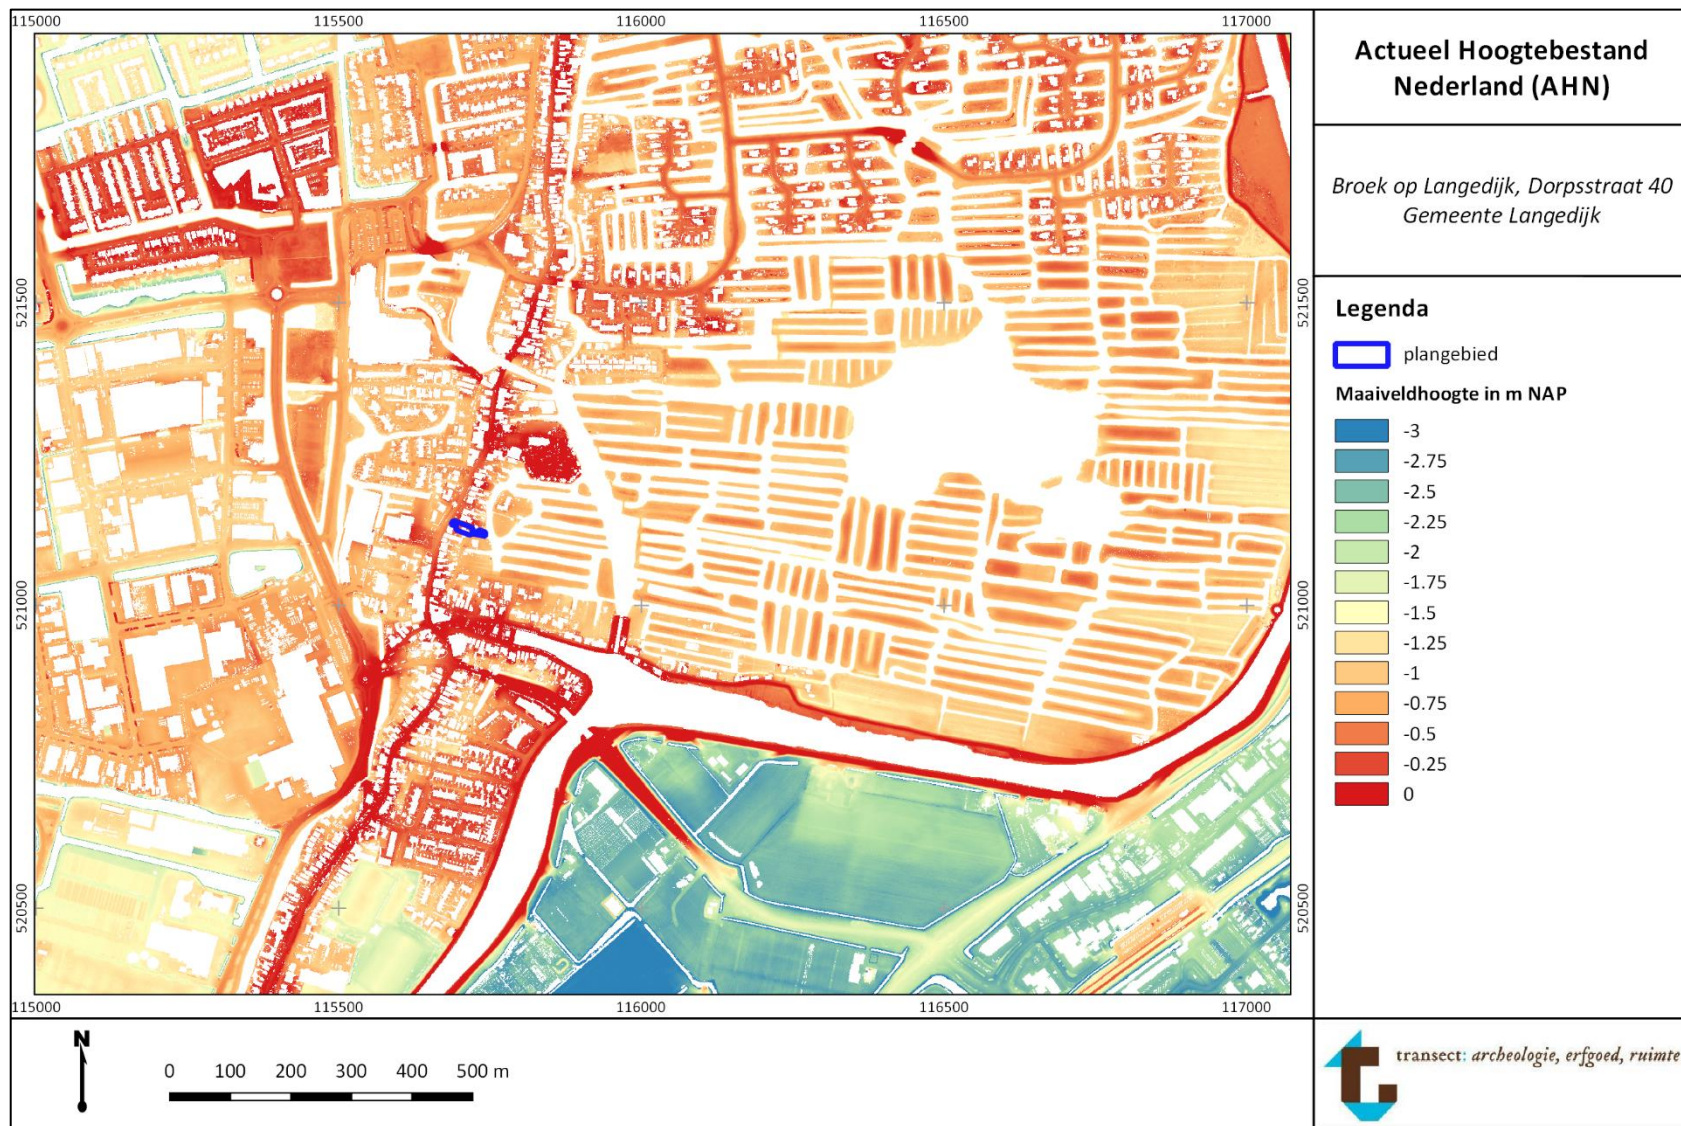 115000 115500 116000 116500 117000
521500 521500
521000 521000
520500 520500
115000 115500 116000 116500 117000
N
0 100 200 300 400 500 m
Actueel Hoogtebestand
Nederland (AHN)
Broek op Langedijk, Dorpsstraat 40
Gemeente Langedijk
Legenda
plangebied
Maaiveldhoogte in m NAP
-3
-2.75
-2.5
-2.25
-2
-1.75
-1.5
-1.25
-1
-0.75
-0.5
-0.25
0
transect: archeologie, erfgoed, ruimte